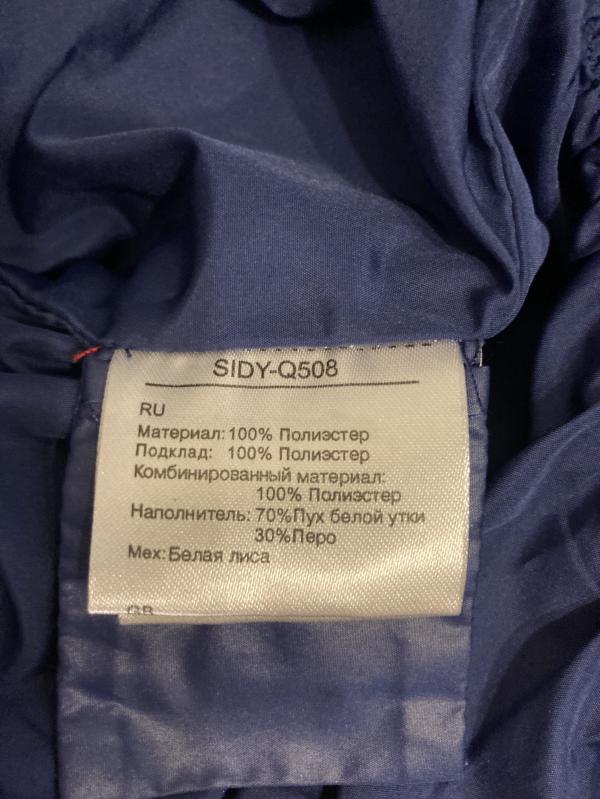 SIDY-Q508
RU
Материал: 100% Полиэстер
Подклад: 100% Полиэстер
Комбинированный материал:
100% Полиэстер
Наполнитель: 70%Пух белой утки
30%Перо
Мех: Белая лиса
GB